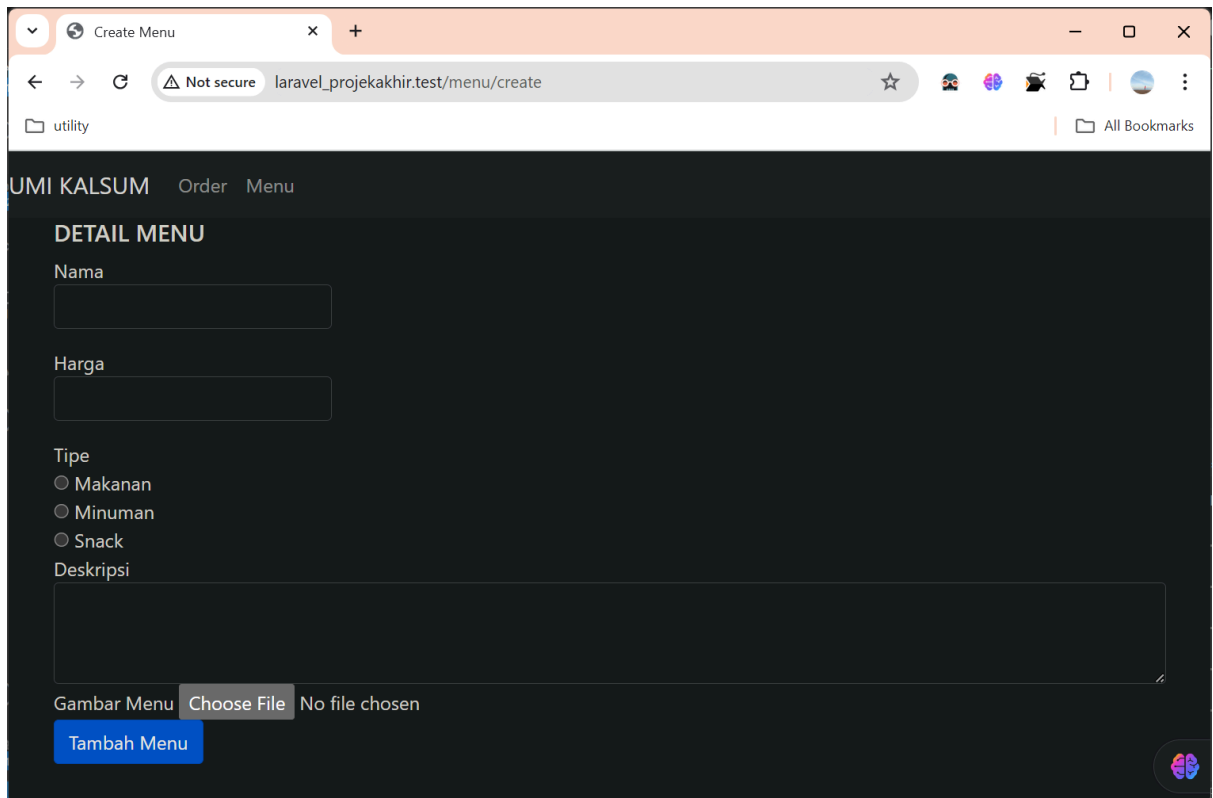 Create Menu
Not secure laravel_projekakhir.test/menu/create
utility All Bookmarks
UMI KALSUM Order Menu
DETAIL MENU
Nama
Harga
Tipe
Makanan
Minuman
Snack
Deskripsi
Gambar Menu Choose File No file chosen
Tambah Menu